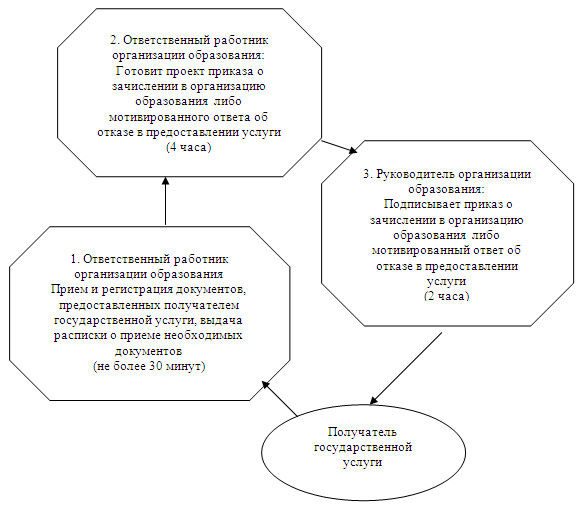 2. Ответственный работник
организации образования:
Готовит проект приказа о
зачислении в организацию
образования либо
мотивированного ответа об
отказе в предоставлении услуги
(4 часа)
3. Руководитель организации
образования:
Подписывает приказ о
зачислении в организацию
образования либо
мотивированный ответ об
отказе в предоставлении
услуги
(2 часа)
1. Ответственный работник
организации образования
Прием и регистрация документов,
предоставленных получателем
государственной услуги, выдача
расписки о приеме необходимых
документов
(не более 30 минут)
Получатель
государственной
услуги